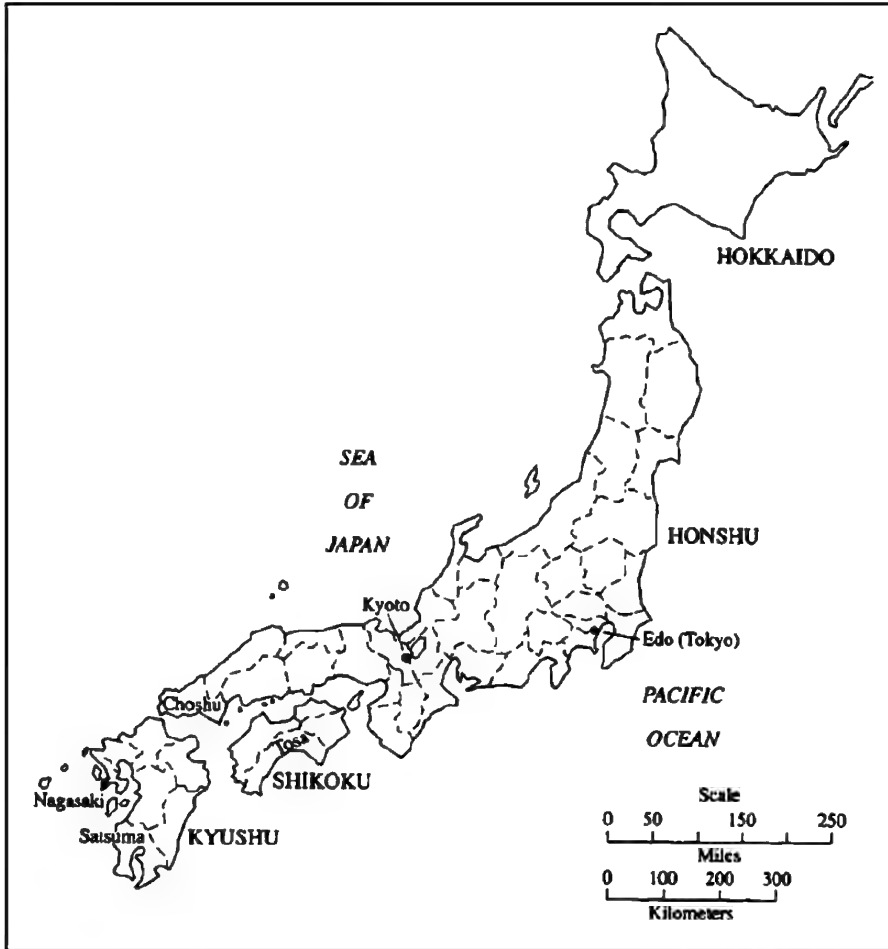 HOKKAIDO
SEA
OF
JAPAN
HONSHU
Kyoto
Edo (Tokyo)
PACIFIC
OCEAN
Choshu
Tosa
SHIKOKU
Nagasaki
Satsuma
KYUSHU
Scale
0 50 150 250
Miles
0 100 200 300
Kilometers